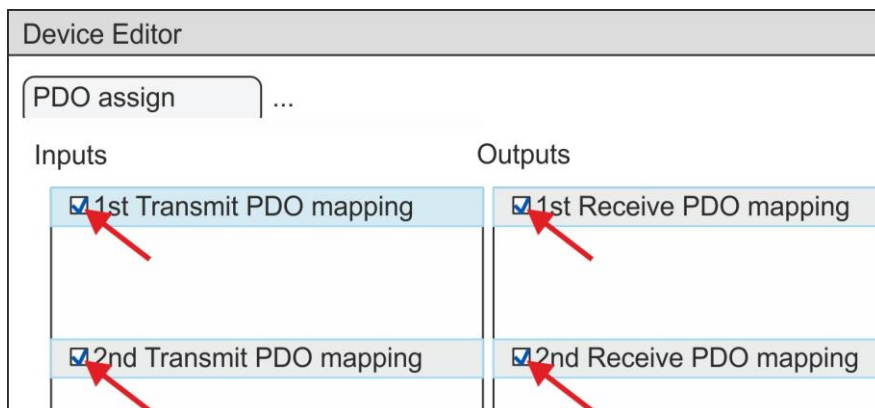 Device Editor
PDO assign ...
Inputs Outputs
1st Transmit PDO mapping 1st Receive PDO mapping
2nd Transmit PDO mapping 2nd Receive PDO mapping